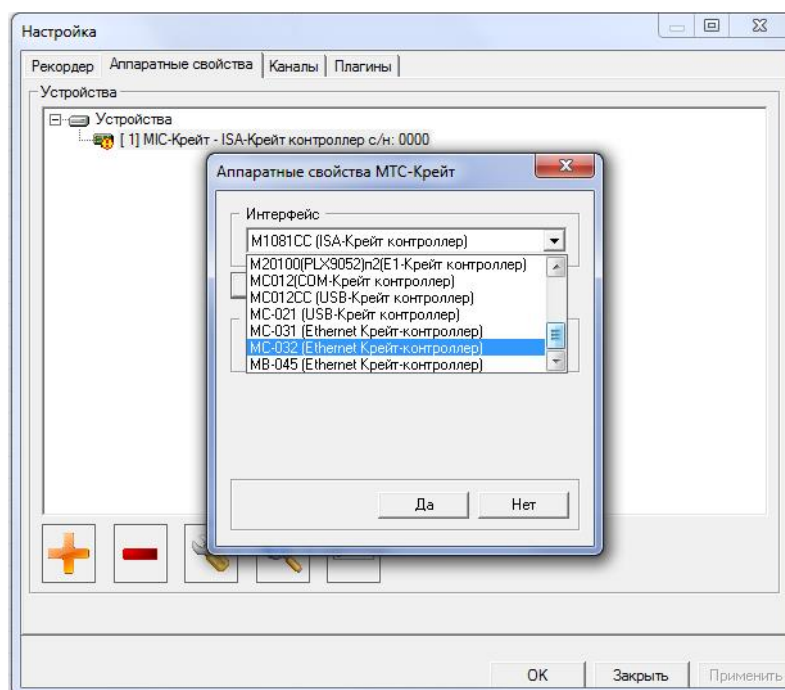 Настройка
Рекордер Аппаратные свойства Каналы Плагины
Устройства
Устройства
[ 1] MIC-Крейт - ISA-Крейт контроллер с/н: 0000
Аппаратные свойства МТС-Крейт
Интерфейс
M1081CC (ISA-Крейт контроллер)
M20100(PLX9052)п2(E1-Крейт контроллер)
MC012(COM-Крейт контроллер)
MC012CC (USB-Крейт контроллер)
MC-021 (USB-Крейт контроллер)
MC-031 (Ethernet Крейт-контроллер)
MC-032 (Ethernet Крейт-контроллер)
MB-045 (Ethernet Крейт-контроллер)
Да Нет
OK Закрыть Применить